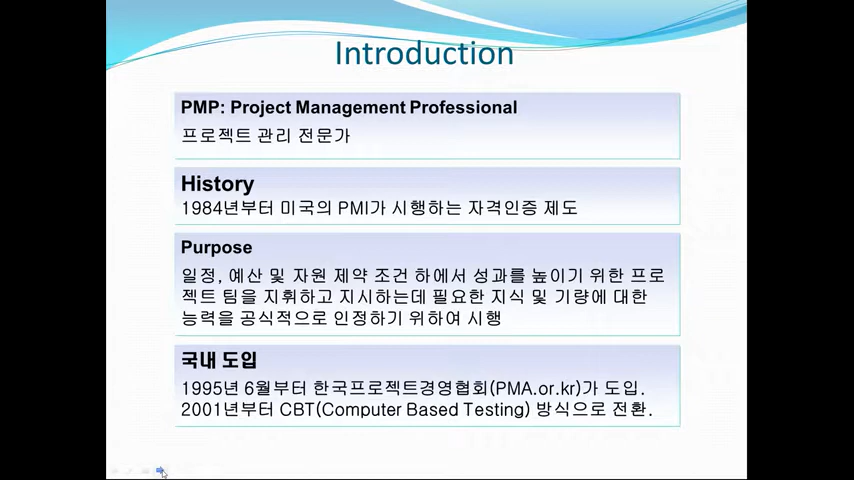 Introduction
PMP: Project Management Professional
프로젝트 관리 전문가
History
1984년부터 미국의 PMI가 시행하는 자격인증 제도
Purpose
일정, 예산 및 자원 제약 조건 하에서 성과를 높이기 위한 프로
젝트 팀을 지휘하고 지시하는데 필요한 지식 및 기량에 대한
능력을 공식적으로 인정하기 위하여 시행
국내 도입
1995년 6월부터 한국프로젝트경영협회(PMA.or.kr)가 도입.
2001년부터 CBT(Computer Based Testing) 방식으로 전환.